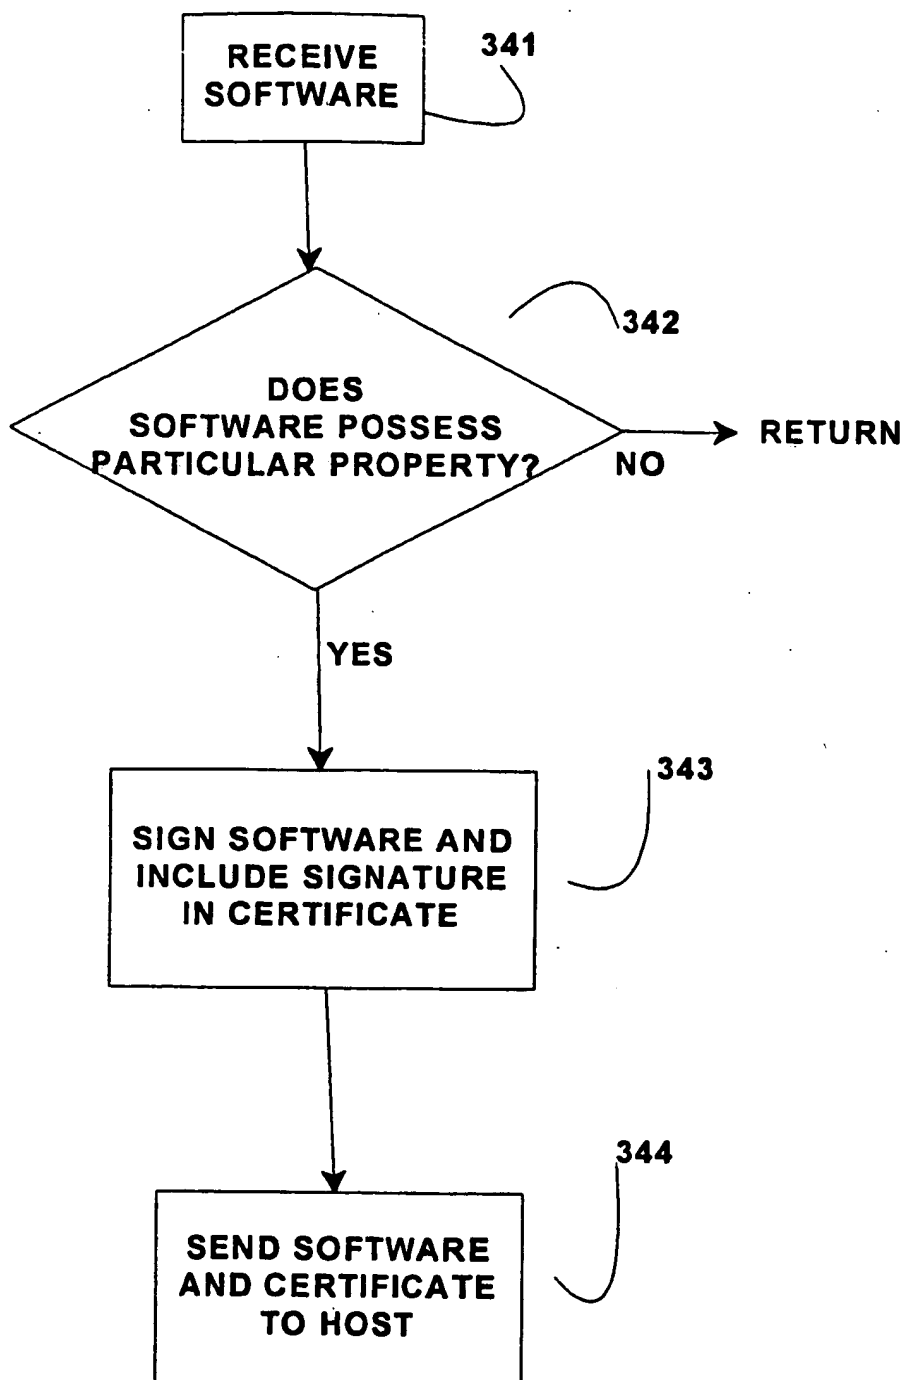 RECEIVE
SOFTWARE
341
342
DOES
SOFTWARE POSSESS
PARTICULAR PROPERTY?
NO
RETURN
YES
343
SIGN SOFTWARE AND
INCLUDE SIGNATURE
IN CERTIFICATE
344
SEND SOFTWARE
AND CERTIFICATE
TO HOST